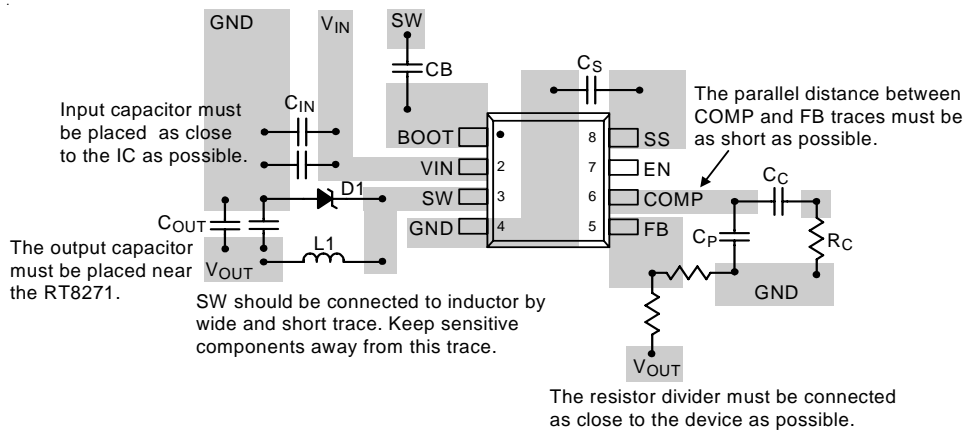 GND
VIN
SW
CB
CS
CIN
Input capacitor must
be placed as close
to the IC as possible.
The parallel distance between
COMP and FB traces must be
as short as possible.
BOOT
VIN
SW
GND
2
3
4
8
7
6
5
SS
EN
COMP
FB
D1
L1
COUT
VOUT
The output capacitor
must be placed near
the RT8271.
CC
CP
RC
GND
SW should be connected to inductor by
wide and short trace. Keep sensitive
components away from this trace.
VOUT
The resistor divider must be connected
as close to the device as possible.